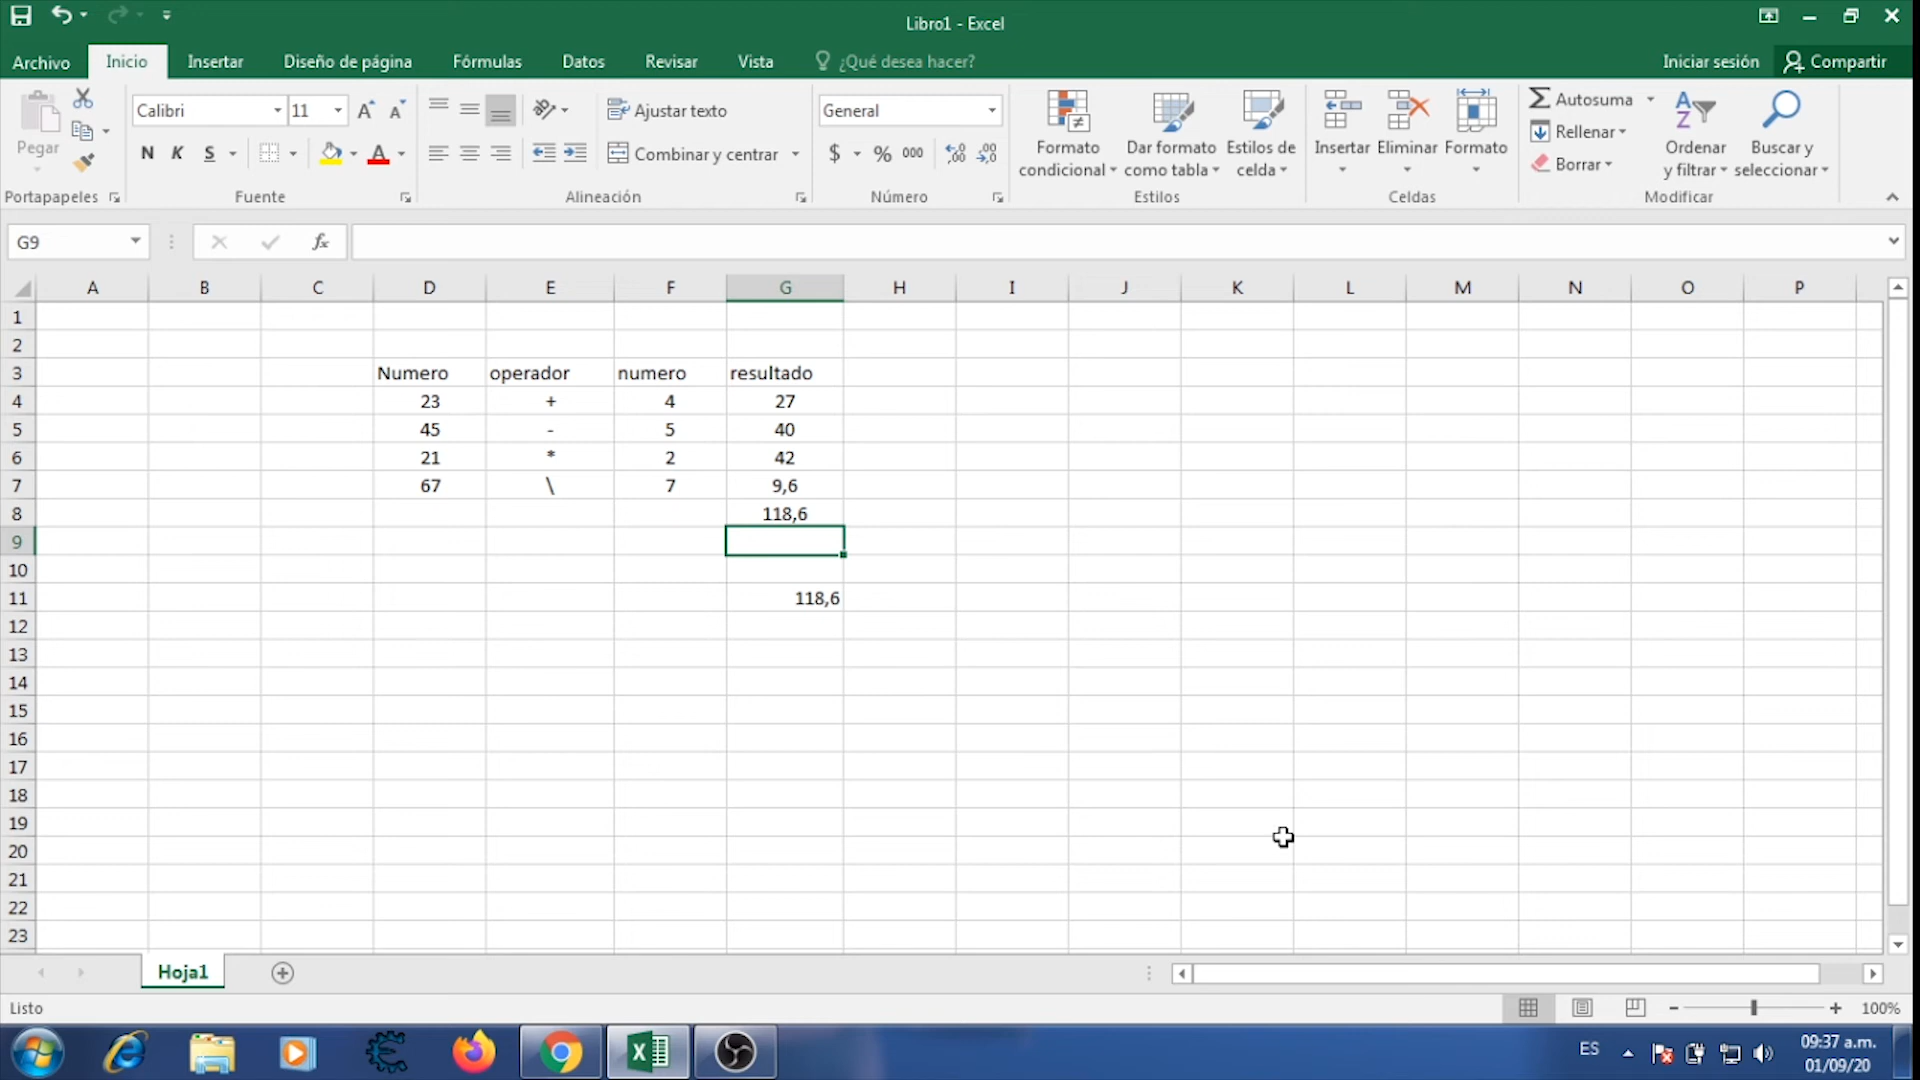 Libro1 - Excel
Archivo Inicio Insertar Diseño de página Fórmulas Datos Revisar Vista ¿Qué desea hacer? Iniciar sesión Compartir
Pegar Calibri 11 Ajustar texto General Formato condicional Dar formato como tabla Estilos de celda Insertar Eliminar Formato Autosuma Ordenar y filtrar Buscar y seleccionar
N K S A Combinar y centrar $ % 000 Rellenar
Borrar
Portapapeles Fuente Alineación Número Estilos Celdas Modificar
G9 fx
A B C D E F G H I J K L M N O P
1
2
3 Numero operador numero resultado
4 23 + 4 27
5 45 - 5 40
6 21 * 2 42
7 67 \ 7 9,6
8 118,6
9
10
11 118,6
12
13
14
15
16
17
18
19
20
21
22
23
Hoja1
Listo 100%
ES 09:37 a.m.
01/09/20